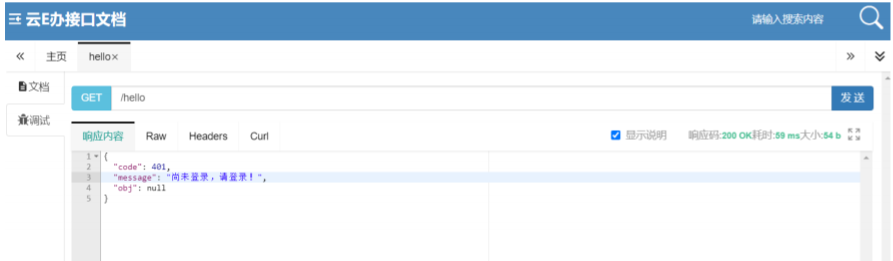 云E办接口文档 请输入搜索内容
主页 hello×
文档
GET /hello 发送
调试
响应内容 Raw Headers Curl 显示说明 响应码:200 OK耗时:59 ms大小:54 b
1 {
2 "code": 401,
3 "message": "尚未登录，请登录！",
4 "obj": null
5 }